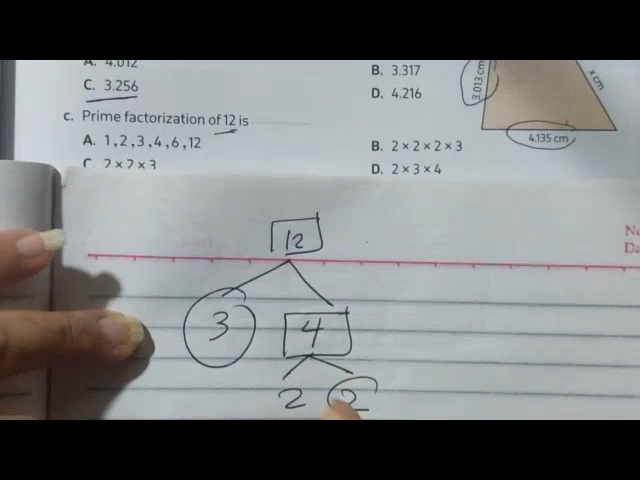 A. 4.012
B. 3.317
C. 3.256
D. 4.216
3.013 cm
x cm
4.135 cm
c. Prime factorization of 12 is
A. 1, 2, 3, 4, 6, 12
B. 2 × 2 × 2 × 3
C. 2 × 2 × 3
D. 2 × 3 × 4
12
3 4
2 2